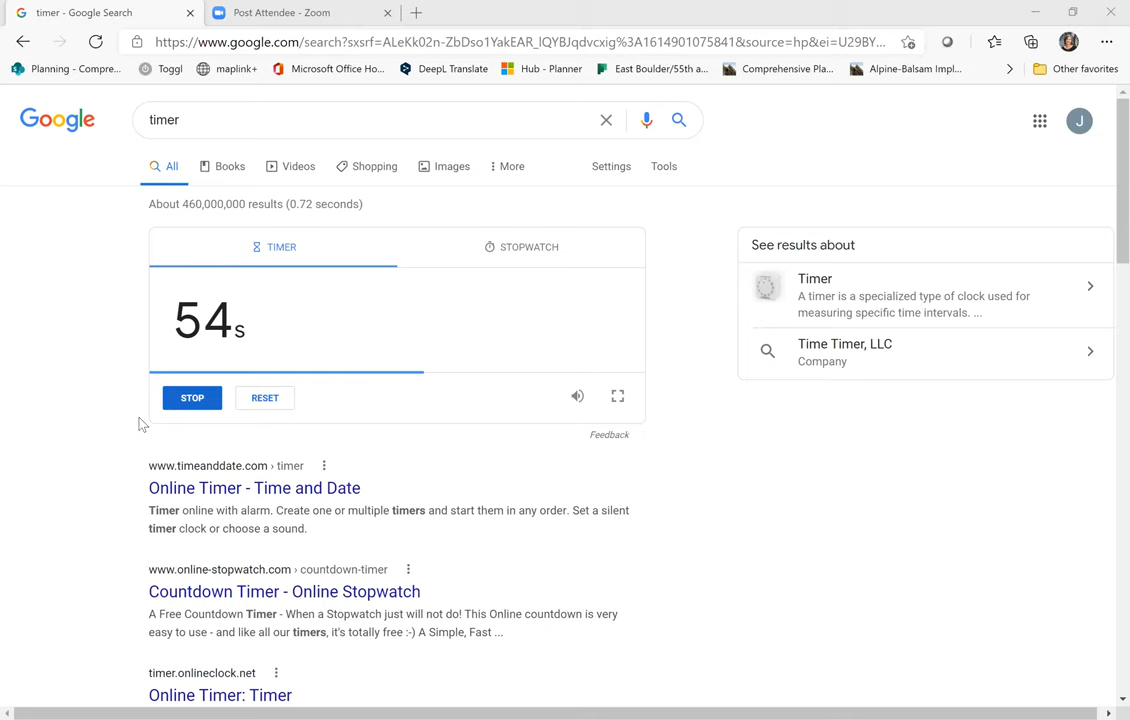 timer - Google Search
Post Attendee - Zoom
https://www.google.com/search?sxsrf=ALeKk02n-ZbDso1YakEAR_IQYBJqdvcxig%3A1614901075841&source=hp&ei=U29BY...
Planning - Compre...
Toggl
maplink+
Microsoft Office Ho...
DeepL Translate
Hub - Planner
East Boulder/55th a...
Comprehensive Pla...
Alpine-Balsam Impl...
Other favorites
Google
timer
J
All
Books
Videos
Shopping
Images
More
Settings
Tools
About 460,000,000 results (0.72 seconds)
TIMER
STOPWATCH
54s
STOP
RESET
Feedback
See results about
Timer
A timer is a specialized type of clock used for
measuring specific time intervals. ...
Time Timer, LLC
Company
www.timeanddate.com › timer
Online Timer - Time and Date
Timer online with alarm. Create one or multiple timers and start them in any order. Set a silent
timer clock or choose a sound.
www.online-stopwatch.com › countdown-timer
Countdown Timer - Online Stopwatch
A Free Countdown Timer - When a Stopwatch just will not do! This Online countdown is very
easy to use - and like all our timers, it's totally free :-) A Simple, Fast ...
timer.onlineclock.net
Online Timer: Timer